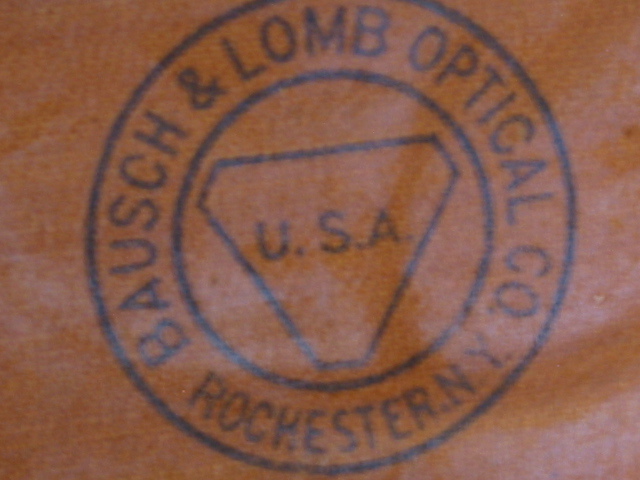 BAUSCH & LOMB OPTICAL CO.
U.S.A.
ROCHESTER.N.Y.